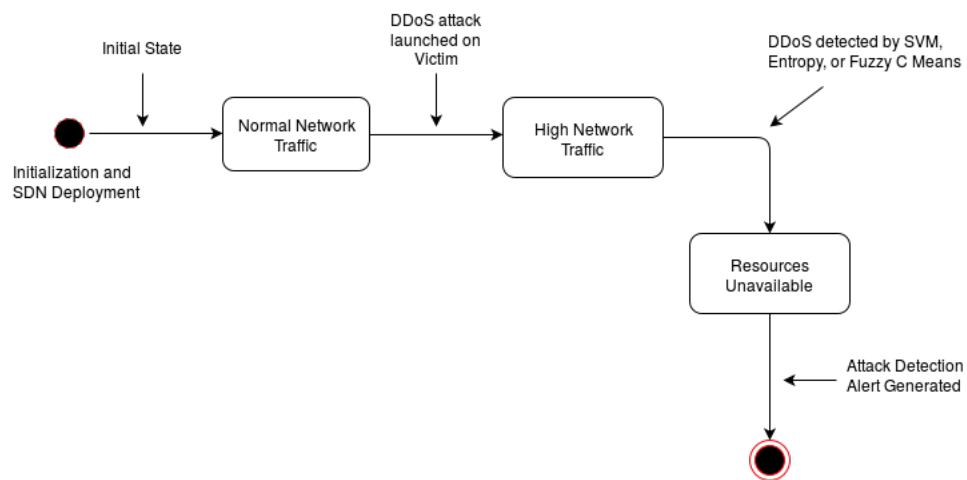 Initial State
DDoS attack
launched on
Victim
DDoS detected by SVM,
Entropy, or Fuzzy C Means
Normal Network
Traffic
High Network
Traffic
Initialization and
SDN Deployment
Resources
Unavailable
Attack Detection
Alert Generated